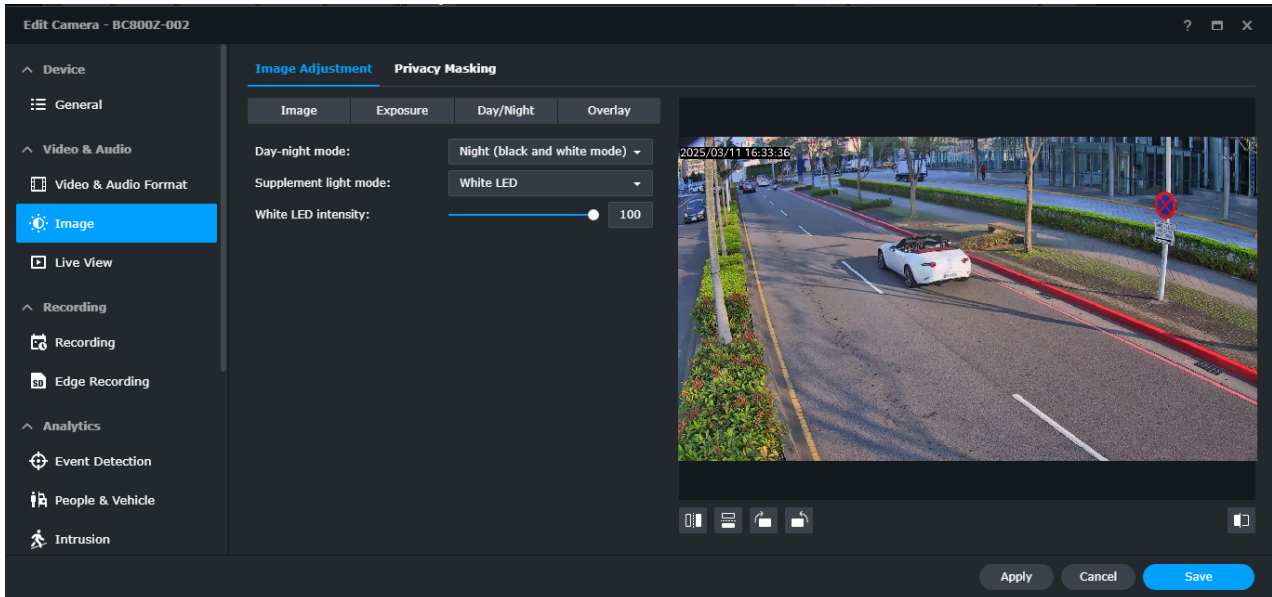 Edit Camera - BC800Z-002
?
Device
General
Video & Audio
Video & Audio Format
Image
Live View
Recording
Recording
SD Edge Recording
Analytics
Event Detection
People & Vehicle
Intrusion
Image Adjustment Privacy Masking
Image Exposure Day/Night Overlay
Day-night mode: Night (black and white mode)
Supplement light mode: White LED
White LED intensity: 100
2025/03/11 16:33:36
Apply Cancel Save